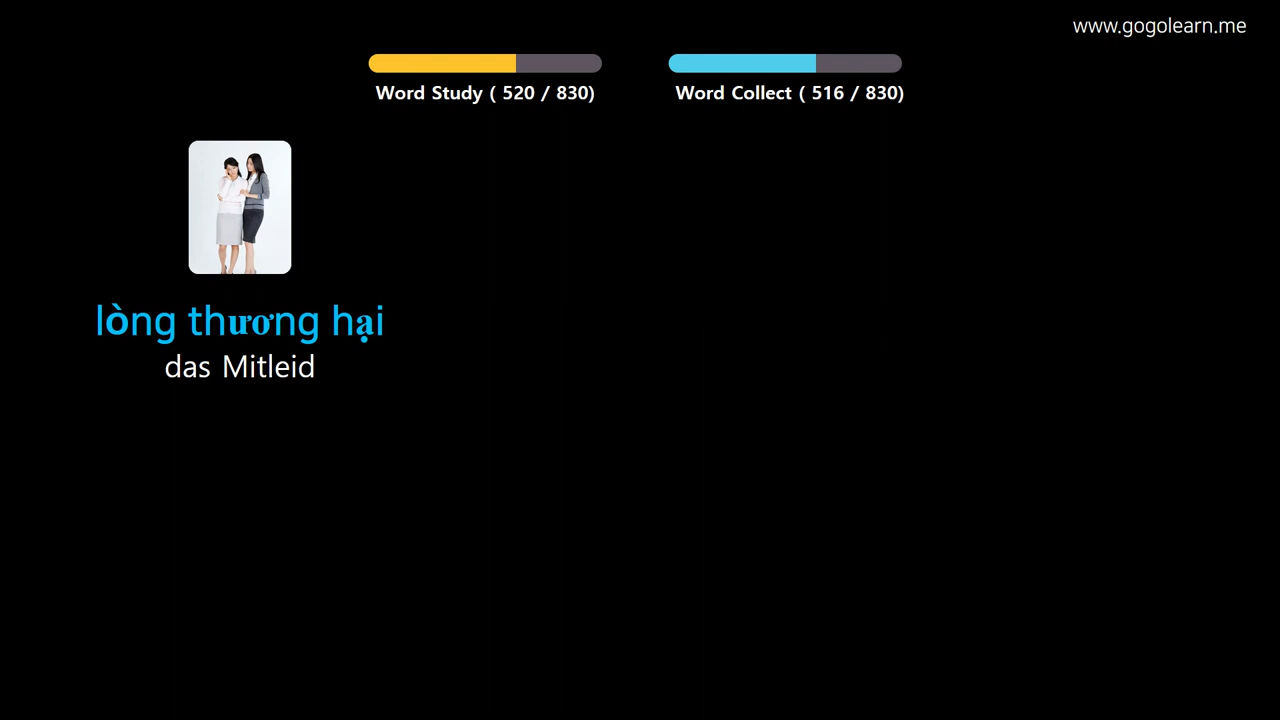 www.gogolearn.me
Word Study ( 520 / 830)
Word Collect ( 516 / 830)
lòng thương hại
das Mitleid